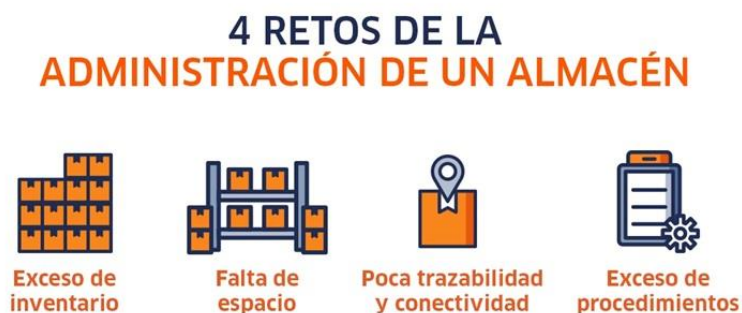 4 RETOS DE LA
ADMINISTRACIÓN DE UN ALMACÉN
Exceso de
inventario
Falta de
espacio
Poca trazabilidad
y conectividad
Exceso de
procedimientos